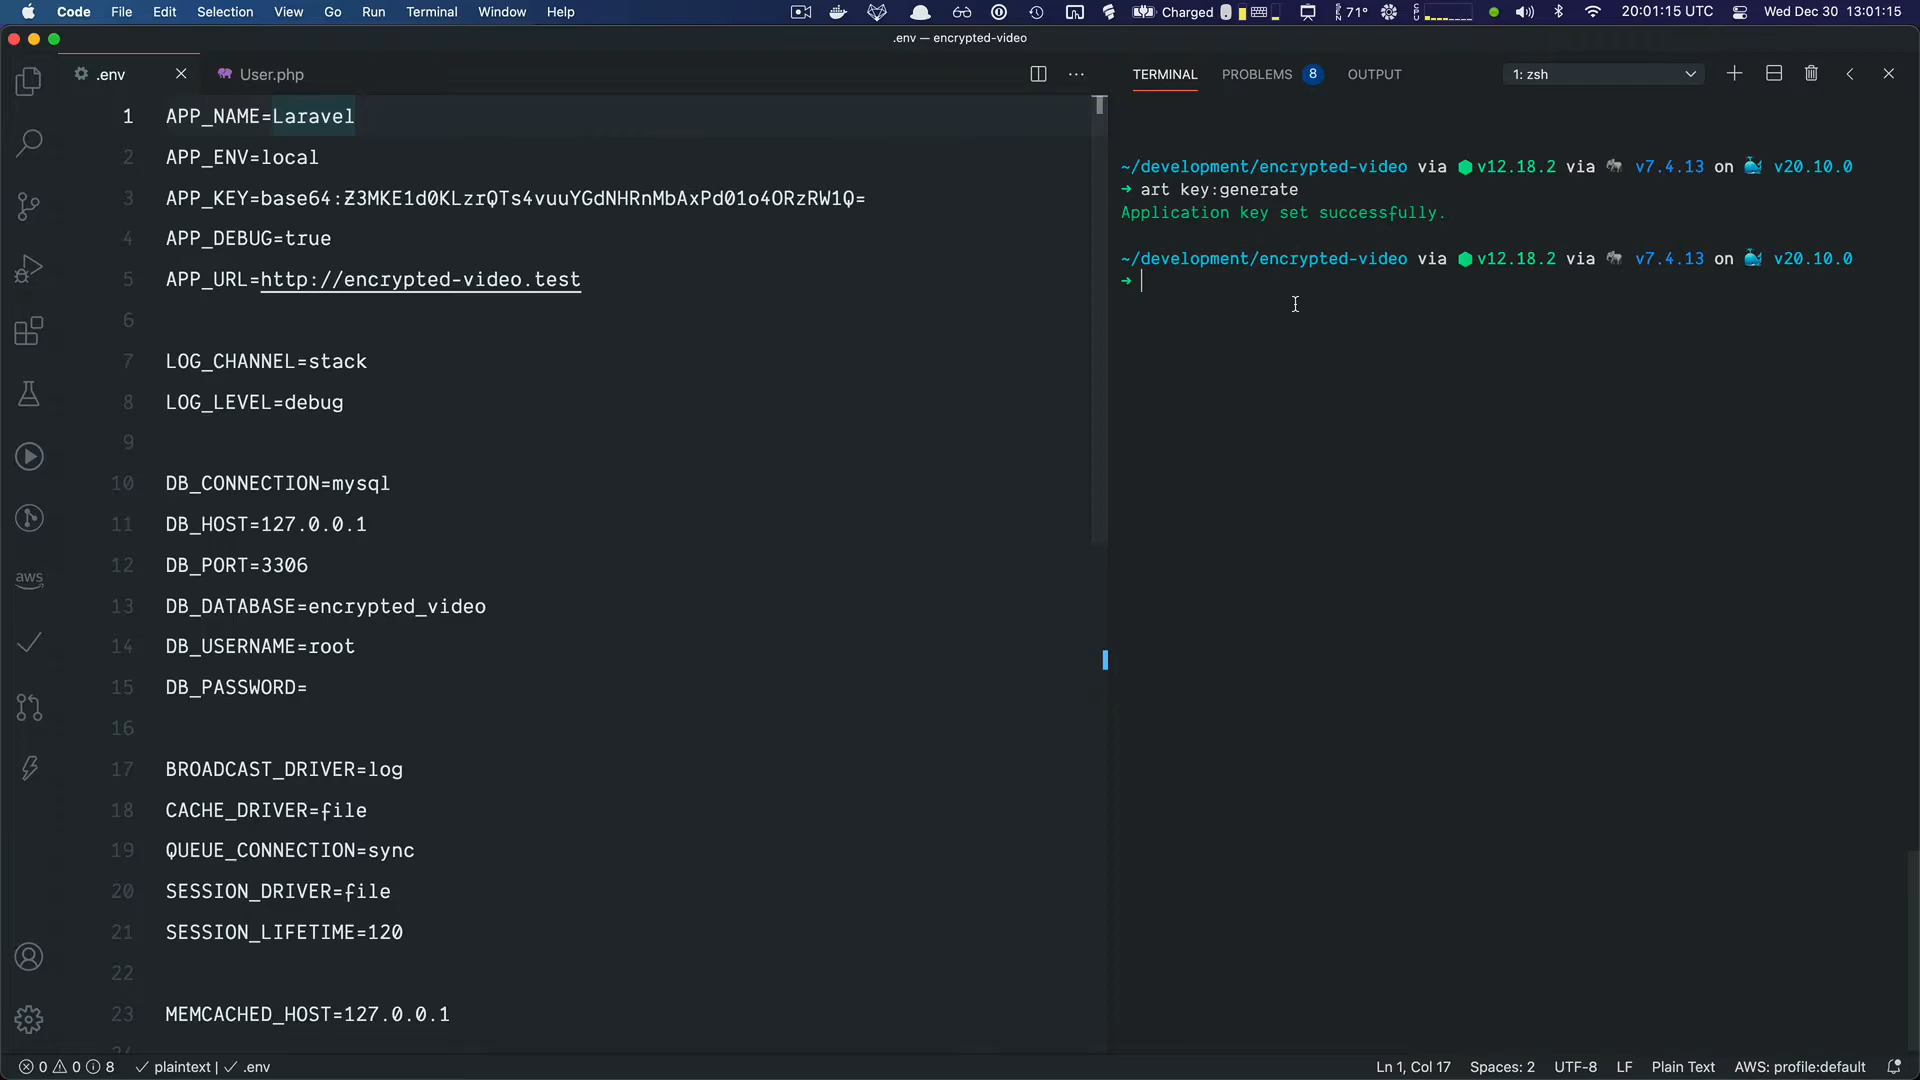 Code File Edit Selection View Go Run Terminal Window Help Charged 71° 20:01:15 UTC Wed Dec 30 13:01:15
.env — encrypted-video
.env User.php
TERMINAL PROBLEMS 8 OUTPUT 1: zsh
1 APP_NAME=Laravel
2 APP_ENV=local
3 APP_KEY=base64:Z3MKE1d0KLzrQTs4vuuYGdNHRnMbAxPd01o4ORzRW1Q=
4 APP_DEBUG=true
5 APP_URL=http://encrypted-video.test
6
7 LOG_CHANNEL=stack
8 LOG_LEVEL=debug
9
10 DB_CONNECTION=mysql
11 DB_HOST=127.0.0.1
12 DB_PORT=3306
13 DB_DATABASE=encrypted_video
14 DB_USERNAME=root
15 DB_PASSWORD=
16
17 BROADCAST_DRIVER=log
18 CACHE_DRIVER=file
19 QUEUE_CONNECTION=sync
20 SESSION_DRIVER=file
21 SESSION_LIFETIME=120
22
23 MEMCACHED_HOST=127.0.0.1
~/development/encrypted-video via v12.18.2 via v7.4.13 on v20.10.0
➜ art key:generate
Application key set successfully.
~/development/encrypted-video via v12.18.2 via v7.4.13 on v20.10.0
➜
aws
0 0 8 plaintext | .env Ln 1, Col 17 Spaces: 2 UTF-8 LF Plain Text AWS: profile:default